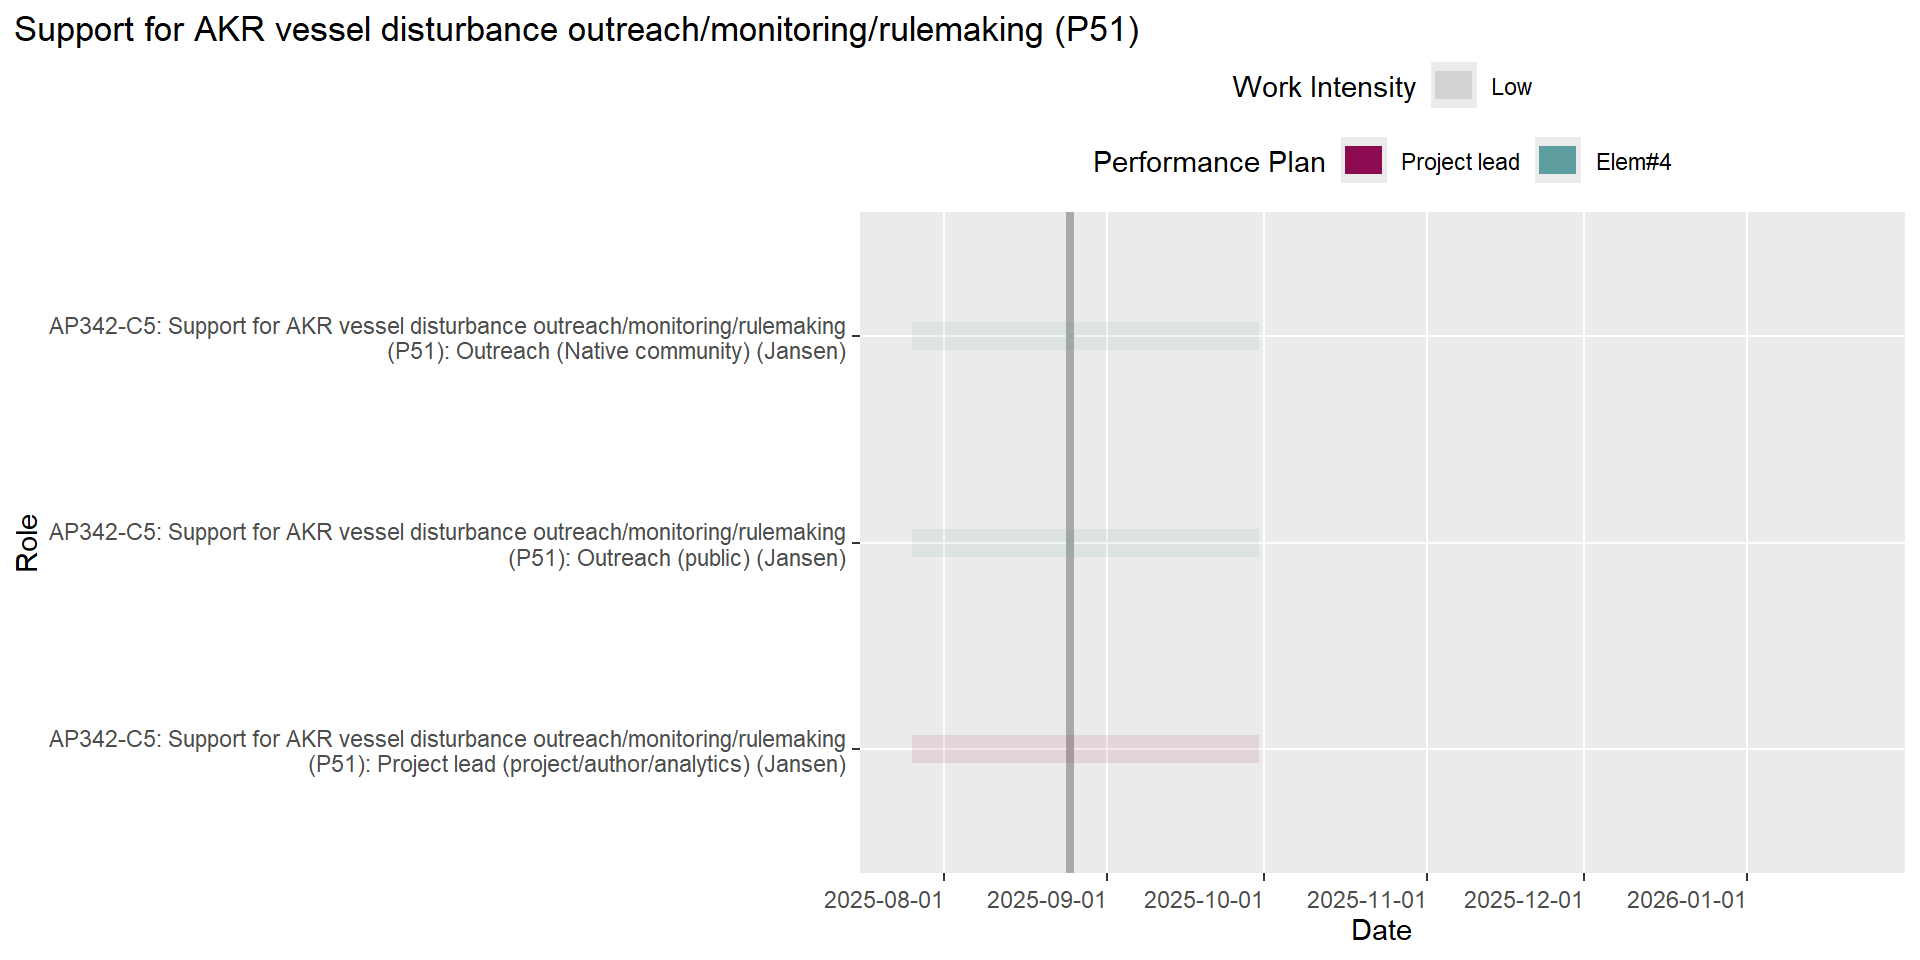 Support for AKR vessel disturbance outreach/monitoring/rulemaking (P51)
Work Intensity Low
Performance Plan Project lead Elem#4
Role
AP342-C5: Support for AKR vessel disturbance outreach/monitoring/rulemaking
(P51): Outreach (Native community) (Jansen)
AP342-C5: Support for AKR vessel disturbance outreach/monitoring/rulemaking
(P51): Outreach (public) (Jansen)
AP342-C5: Support for AKR vessel disturbance outreach/monitoring/rulemaking
(P51): Project lead (project/author/analytics) (Jansen)
2025-08-01 2025-09-01 2025-10-01 2025-11-01 2025-12-01 2026-01-01
Date